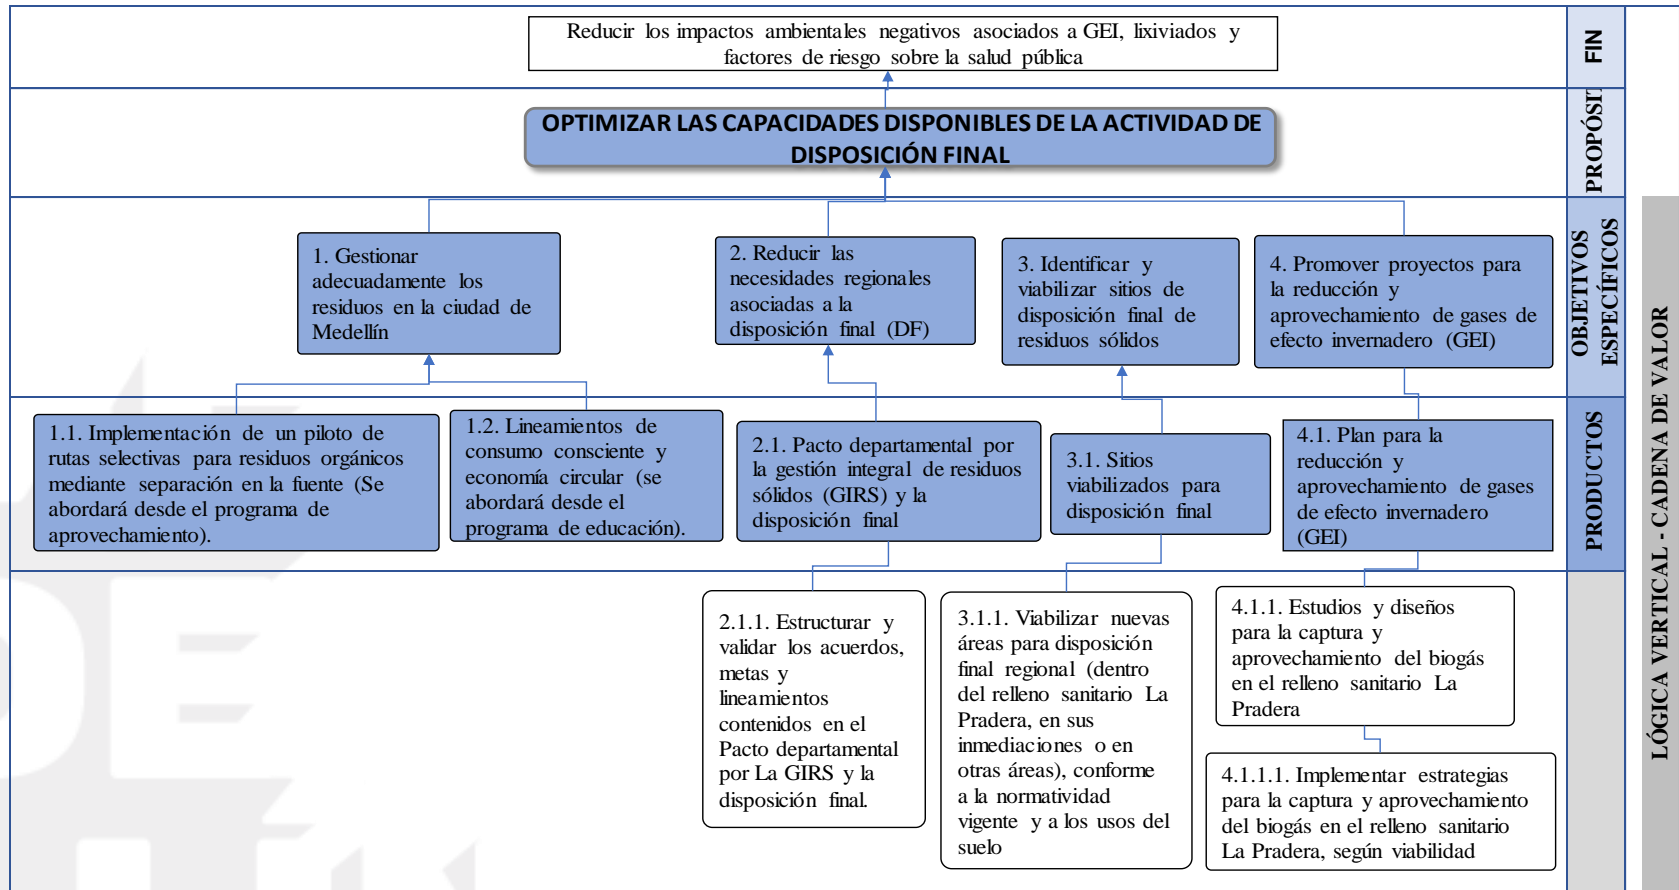 Reducir los impactos ambientales negativos asociados a GEI, lixiviados y
factores de riesgo sobre la salud pública
FIN
OPTIMIZAR LAS CAPACIDADES DISPONIBLES DE LA ACTIVIDAD DE
DISPOSICIÓN FINAL
PROPÓSIT
1. Gestionar
adecuadamente los
residuos en la ciudad de
Medellín
2. Reducir las
necesidades regionales
asociadas a la
disposición final (DF)
3. Identificar y
viabilizar sitios de
disposición final de
residuos sólidos
4. Promover proyectos para
la reducción y
aprovechamiento de gases de
efecto invernadero (GEI)
OBJETIVOS
ESPECÍFICOS
1.1. Implementación de un piloto de
rutas selectivas para residuos orgánicos
mediante separación en la fuente (Se
abordará desde el programa de
aprovechamiento).
1.2. Lineamientos de
consumo consciente y
economía circular (se
abordará desde el
programa de educación).
2.1. Pacto departamental por
la gestión integral de residuos
sólidos (GIRS) y la
disposición final
3.1. Sitios
viabilizados para
disposición final
4.1. Plan para la
reducción y
aprovechamiento de gases
de efecto invernadero
(GEI)
PRODUCTOS
2.1.1. Estructurar y
validar los acuerdos,
metas y
lineamientos
contenidos en el
Pacto departamental
por La GIRS y la
disposición final.
3.1.1. Viabilizar nuevas
áreas para disposición
final regional (dentro
del relleno sanitario La
Pradera, en sus
inmediaciones o en
otras áreas), conforme
a la normatividad
vigente y a los usos del
suelo
4.1.1. Estudios y diseños
para la captura y
aprovechamiento del biogás
en el relleno sanitario La
Pradera
4.1.1.1. Implementar estrategias
para la captura y aprovechamiento
del biogás en el relleno sanitario
La Pradera, según viabilidad
LÓGICA VERTICAL - CADENA DE VALOR